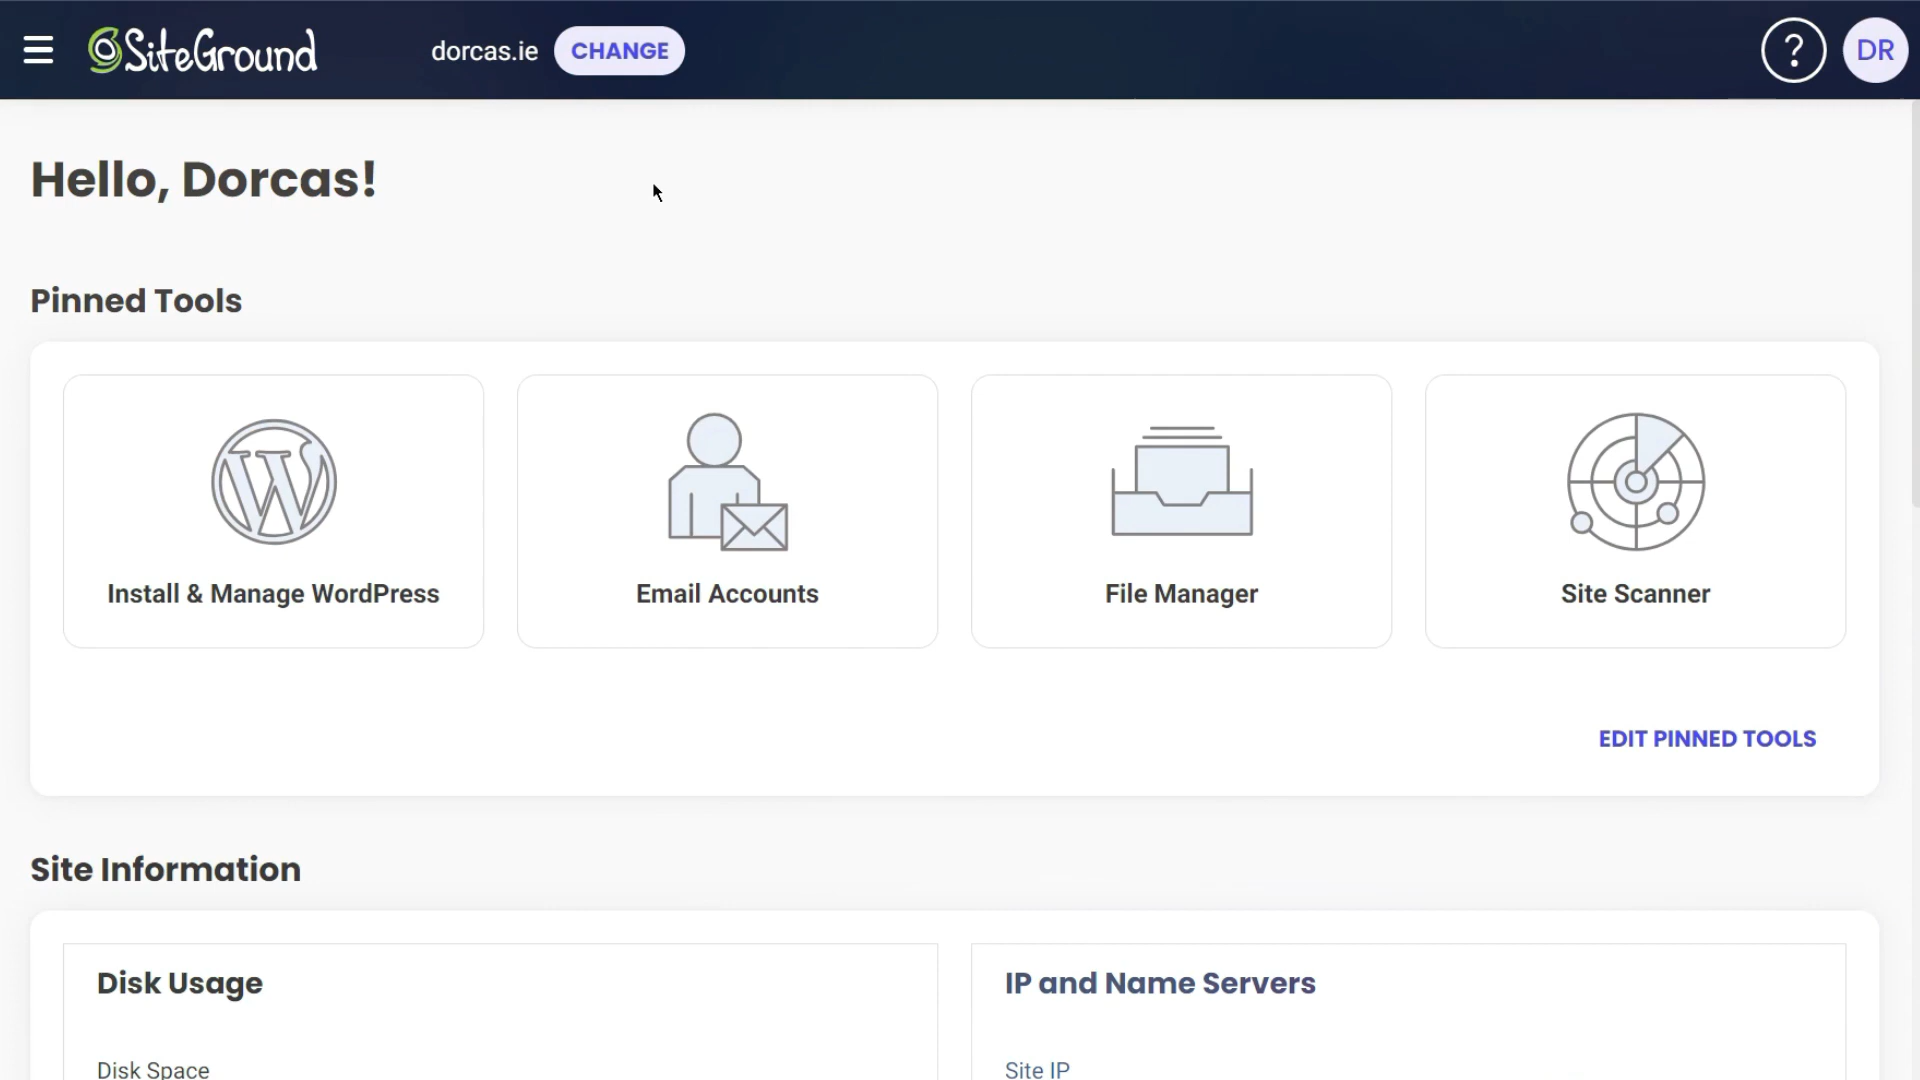 SiteGround
dorcas.ie CHANGE
?
DR
Hello, Dorcas!
Pinned Tools
Install & Manage WordPress
Email Accounts
File Manager
Site Scanner
EDIT PINNED TOOLS
Site Information
Disk Usage
Disk Space
IP and Name Servers
Site IP